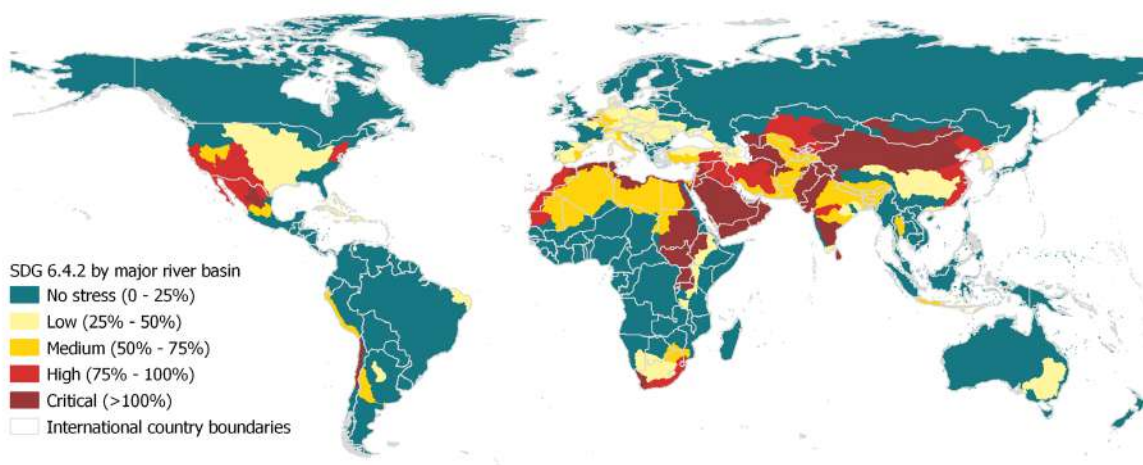 SDG 6.4.2 by major river basin
No stress (0 - 25%)
Low (25% - 50%)
Medium (50% - 75%)
High (75% - 100%)
Critical (>100%)
International country boundaries